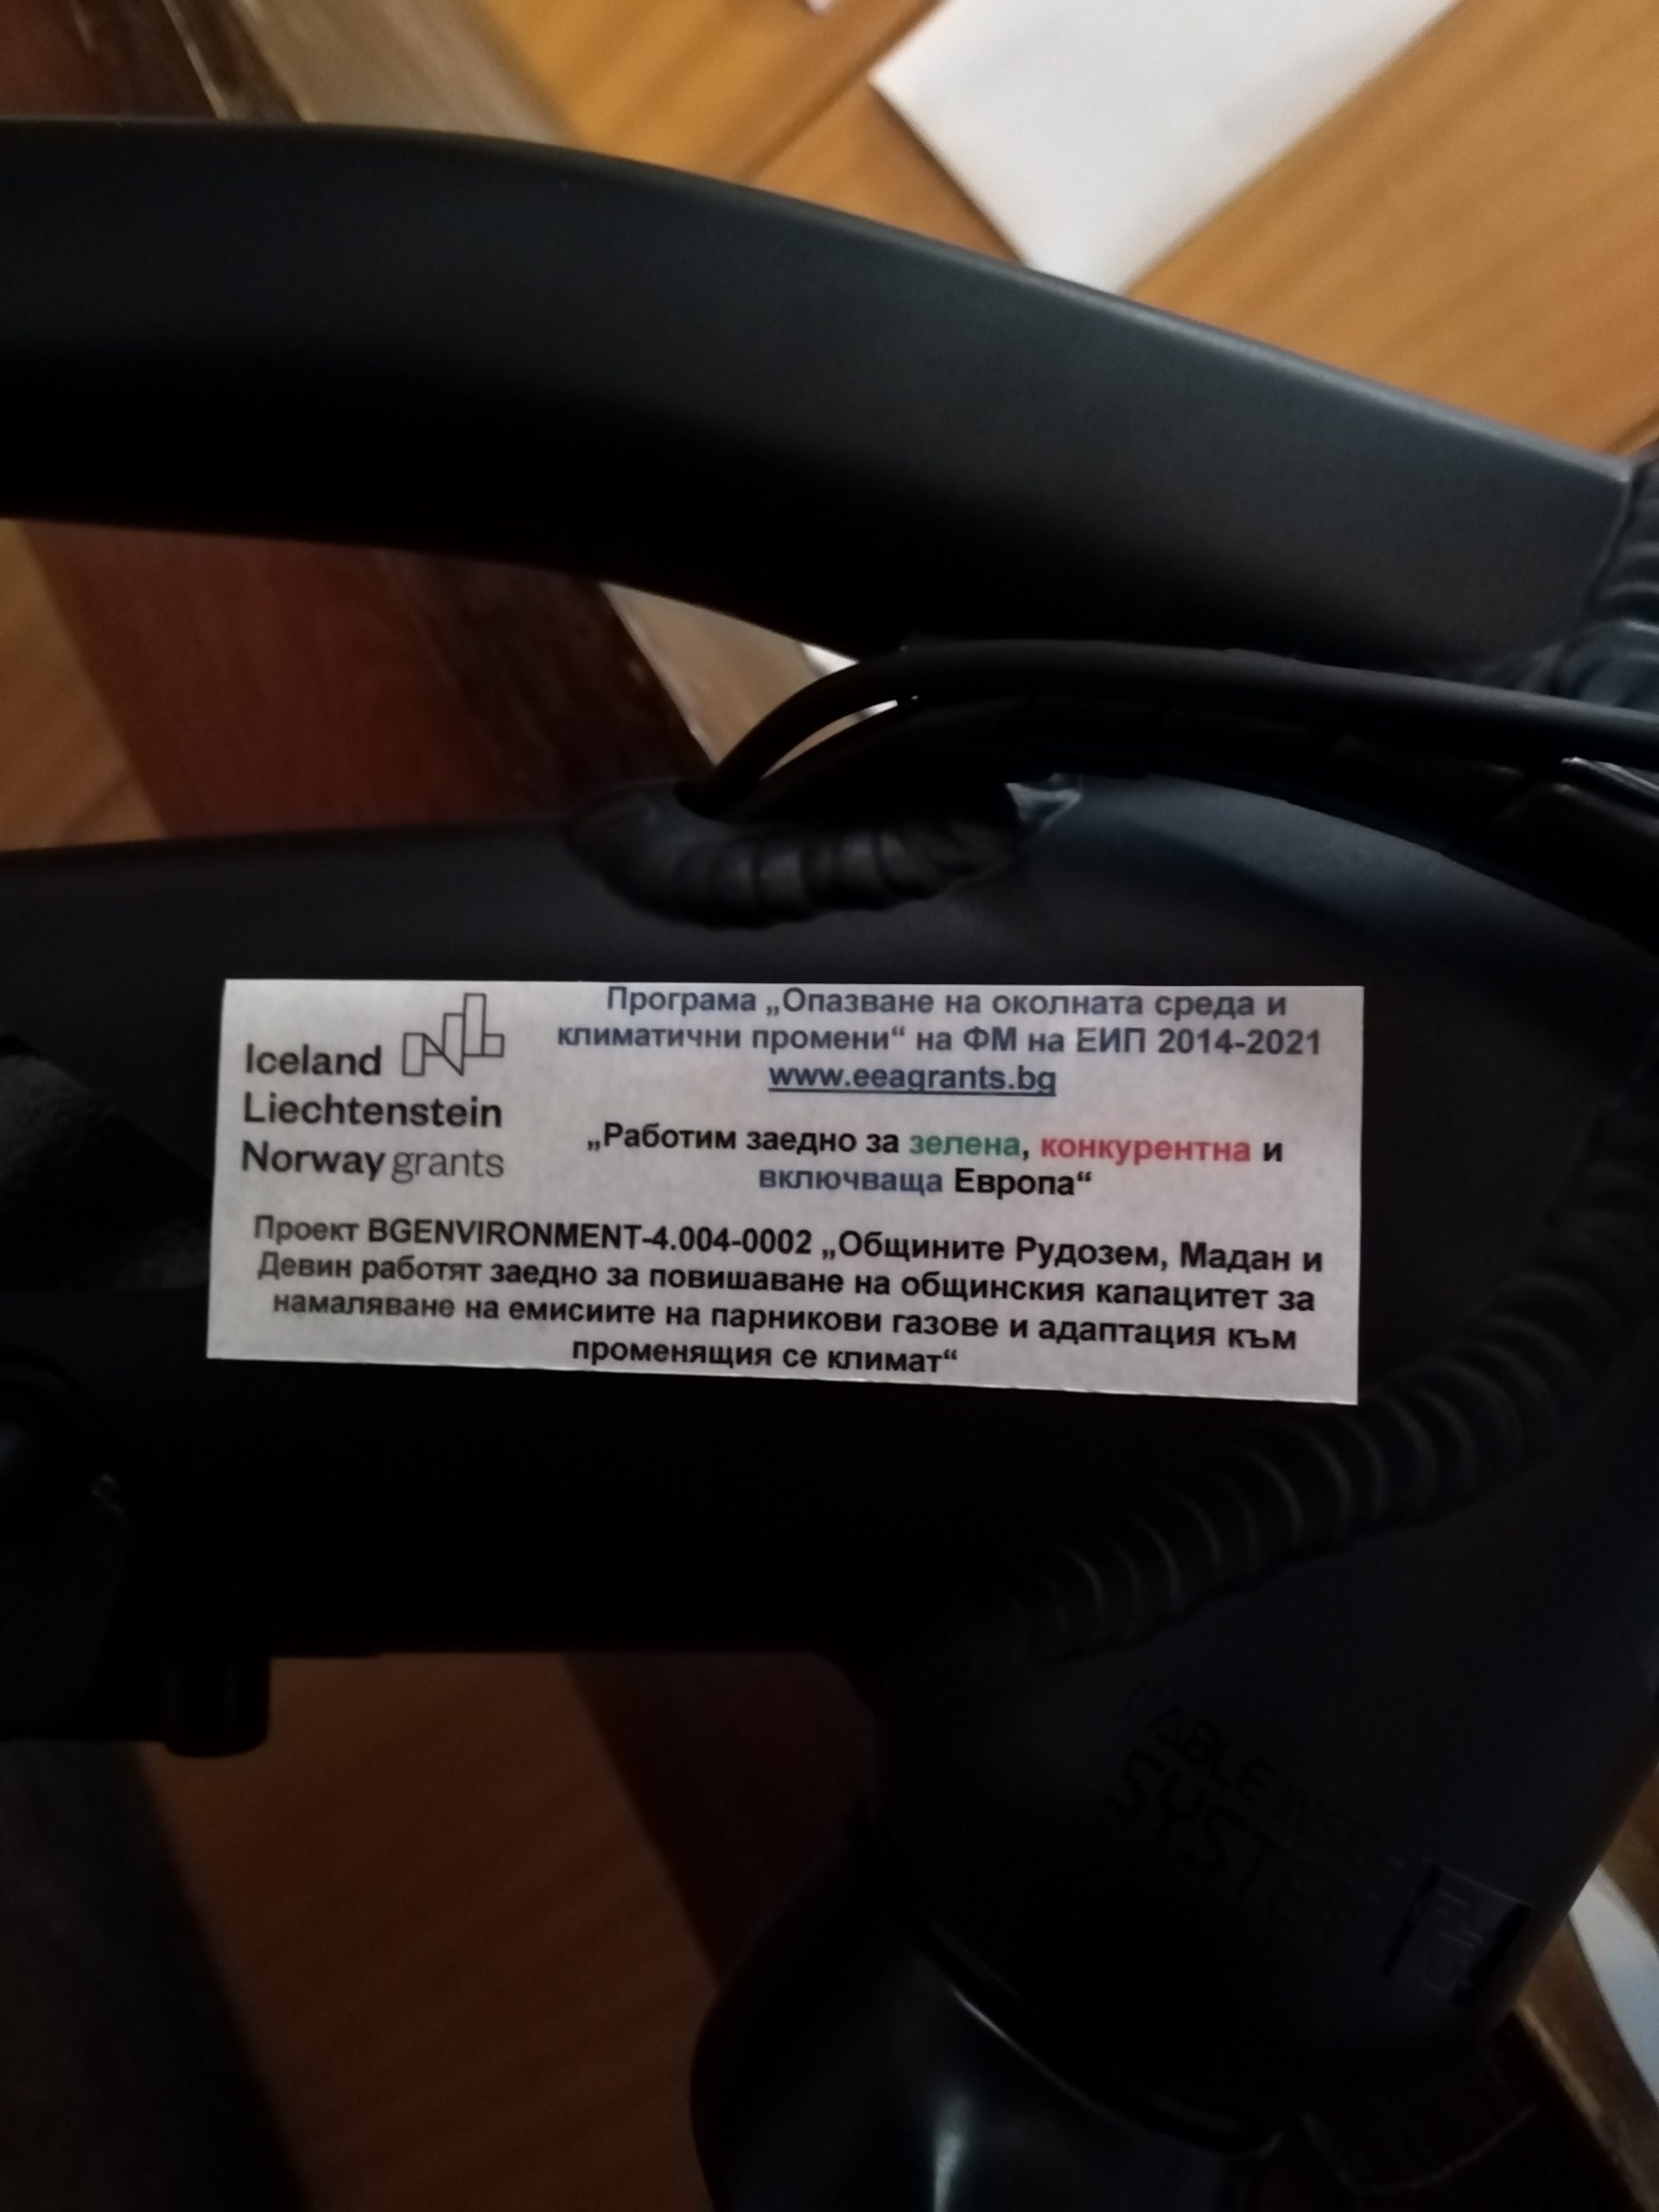 Iceland
Liechtenstein
Norway grants
Програма „Опазване на околната среда и
климатични промени“ на ФМ на ЕИП 2014-2021
www.eeagrants.bg
„Работим заедно за зелена, конкурентна и
включваща Европа“
Проект BGENVIRONMENT-4.004-0002 „Общините Рудозем, Мадан и
Девин работят заедно за повишаване на общинския капацитет за
намаляване на емисиите на парникови газове и адаптация към
променящия се климат“
CABLE
SYSTEM